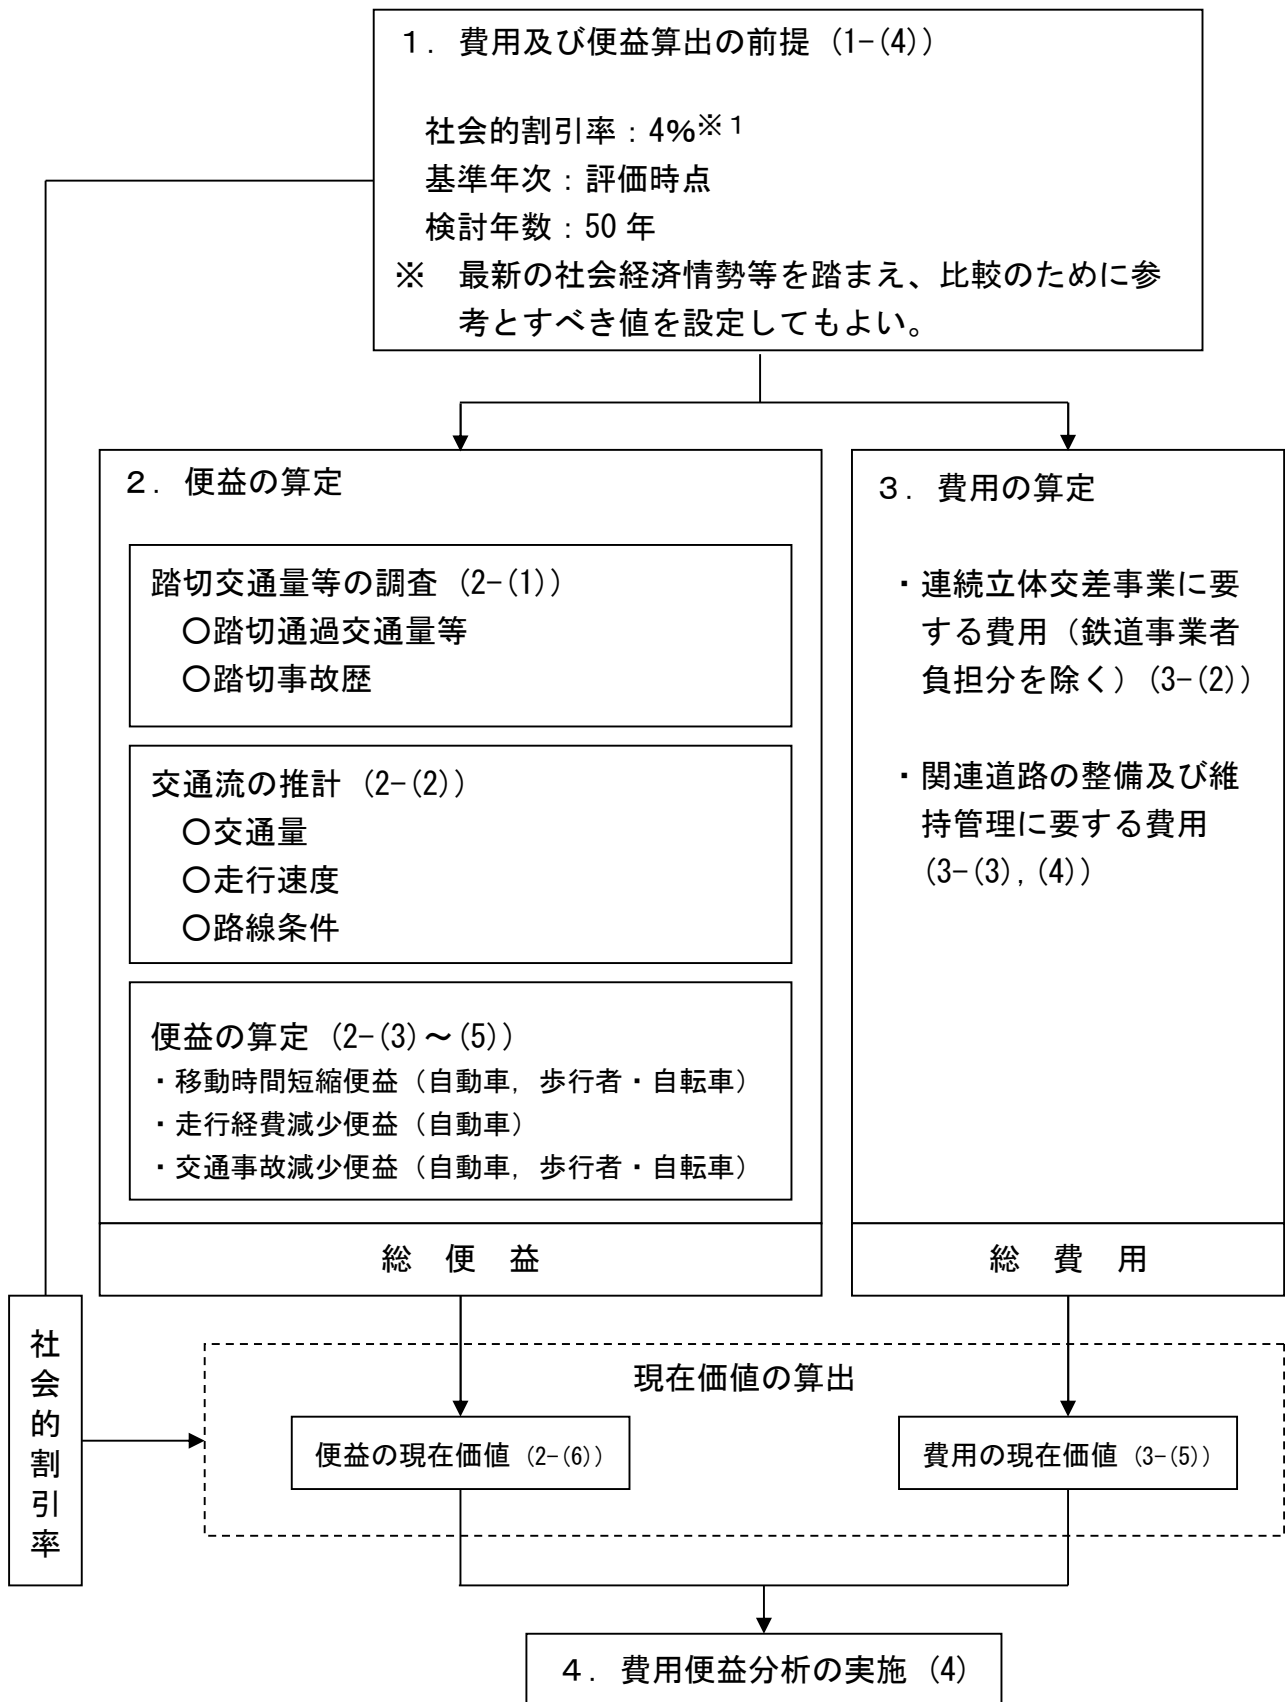 １．費用及び便益算出の前提（1-(4)）
社会的割引率：4%※１
基準年次：評価時点
検討年数：50 年
※　最新の社会経済情勢等を踏まえ、比較のために参
考とすべき値を設定してもよい。
２．便益の算定
踏切交通量等の調査（2-(1)）
〇踏切通過交通量等
〇踏切事故歴
交通流の推計（2-(2)）
〇交通量
〇走行速度
〇路線条件
便益の算定（2-(3)～(5)）
・移動時間短縮便益（自動車，歩行者・自転車）
・走行経費減少便益（自動車）
・交通事故減少便益（自動車，歩行者・自転車）
総　便　益
３．費用の算定
・連続立体交差事業に要
する費用（鉄道事業者
負担分を除く）（3-(2)）
・関連道路の整備及び維
持管理に要する費用
（3-(3), (4)）
総　費　用
社会的割引率
現在価値の算出
便益の現在価値（2-(6)）
費用の現在価値（3-(5)）
４．費用便益分析の実施（4）